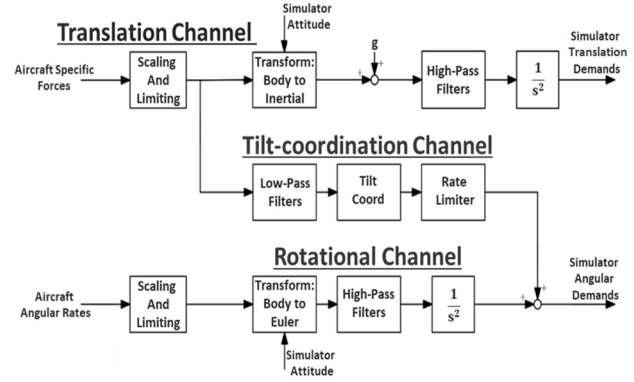 Simulator
Attitude
Translation Channel
g
Simulator
Translation
Demands
Aircraft Specific
Forces
Scaling
And
Limiting
Transform:
Body to
Inertial
+
+
High-Pass
Filters
1
s²
Tilt-coordination Channel
Low-Pass
Filters
Tilt
Coord
Rate
Limiter
Rotational Channel
Simulator
Angular
Demands
Aircraft
Angular Rates
Scaling
And
Limiting
Transform:
Body to
Euler
High-Pass
Filters
1
s²
+
+
Simulator
Attitude